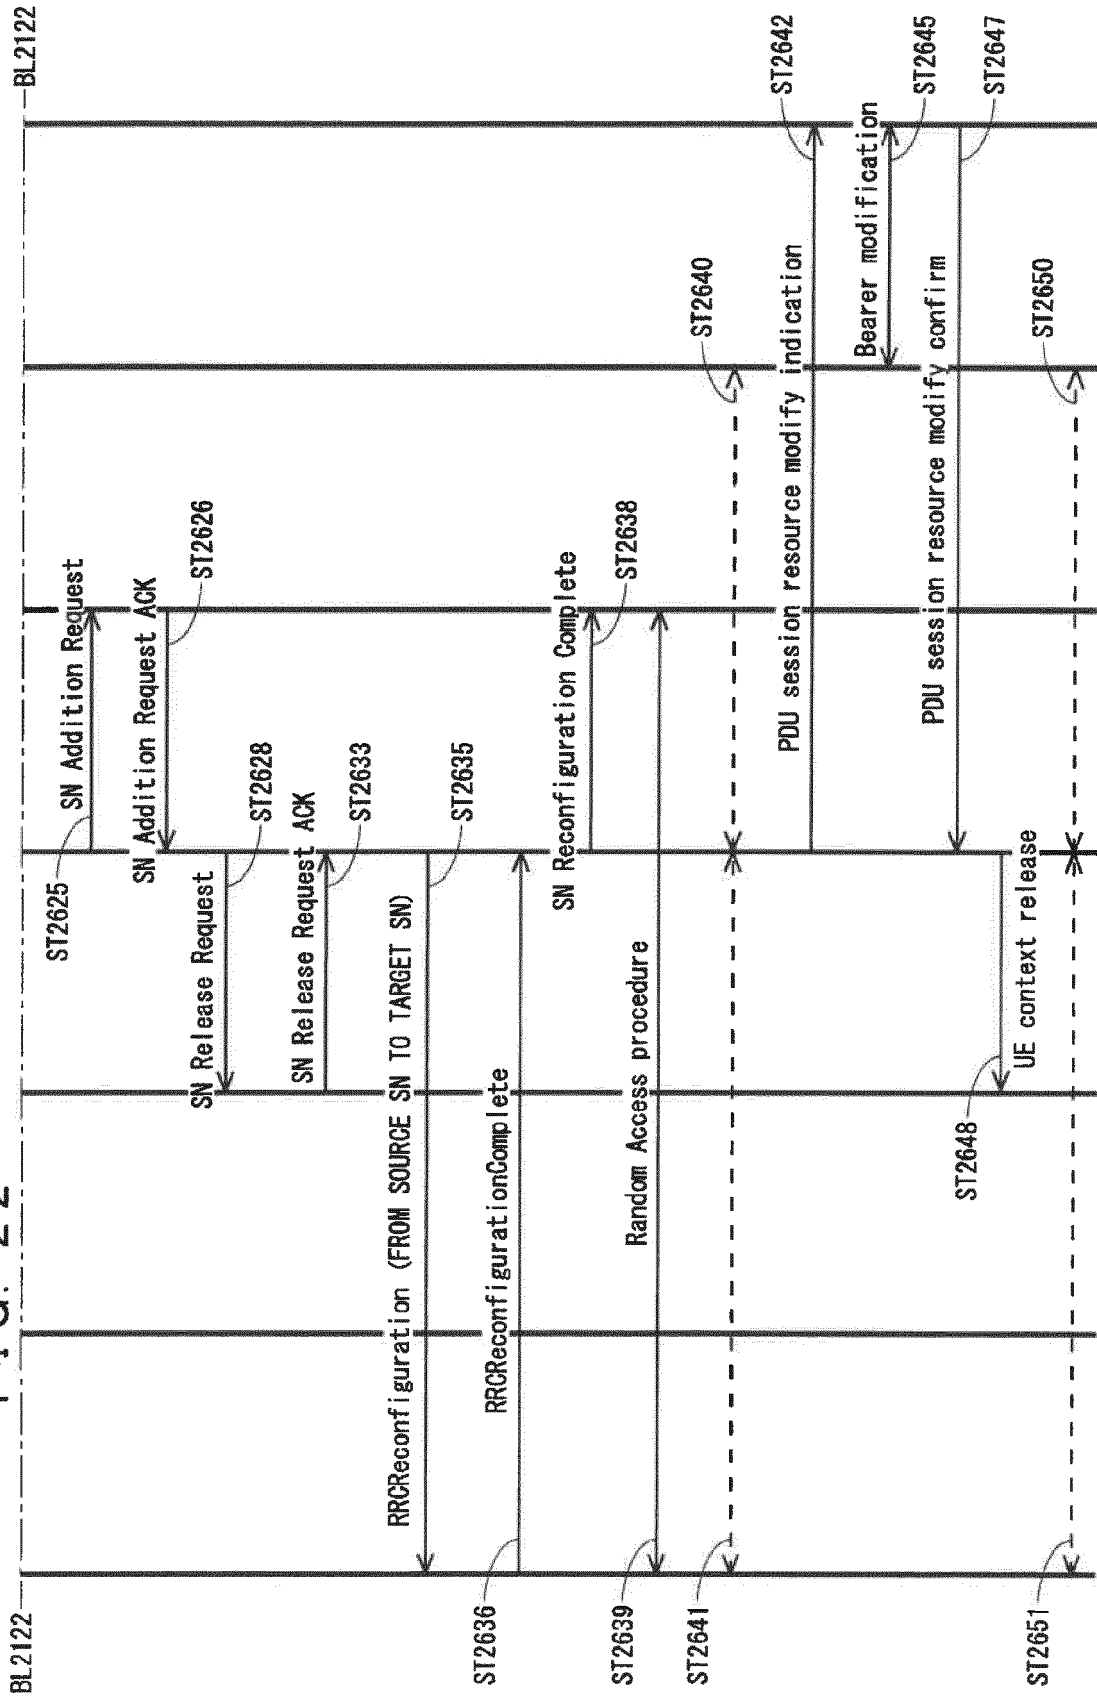 FIG. 22
BL2122
BL2122
ST2625
SN Addition Request
SN Addition Request ACK
ST2626
SN Release Request
ST2628
SN Release Request ACK
ST2633
RRCReconfiguration (FROM SOURCE SN TO TARGET SN)
ST2635
ST2636
RRCReconfigurationComplete
SN Reconfiguration Complete
ST2638
ST2639
Random Access procedure
ST2640
ST2641
PDU session resource modify indication
ST2642
Bearer modification
ST2645
PDU session resource modify confirm
ST2647
ST2648
UE context release
ST2650
ST2651